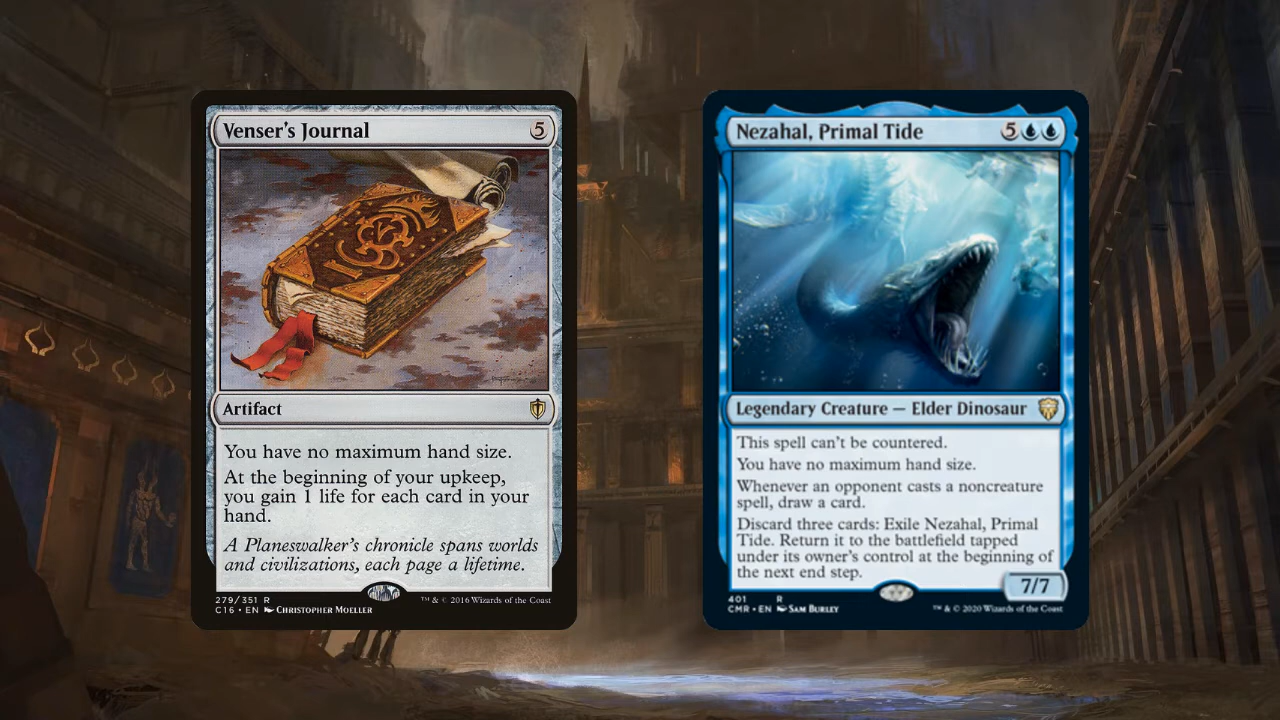 Venser's Journal 5
Artifact
You have no maximum hand size.
At the beginning of your upkeep,
you gain 1 life for each card in your
hand.
A Planeswalker's chronicle spans worlds
and civilizations, each page a lifetime.
279/351 R
C16 • EN Christopher Moeller
™ & © 2016 Wizards of the Coast
Nezahal, Primal Tide 5
Legendary Creature — Elder Dinosaur
This spell can't be countered.
You have no maximum hand size.
Whenever an opponent casts a noncreature
spell, draw a card.
Discard three cards: Exile Nezahal, Primal
Tide. Return it to the battlefield tapped
under its owner's control at the beginning of
the next end step.
7/7
401 R
CMR • EN Sam Burley
™ & © 2020 Wizards of the Coast